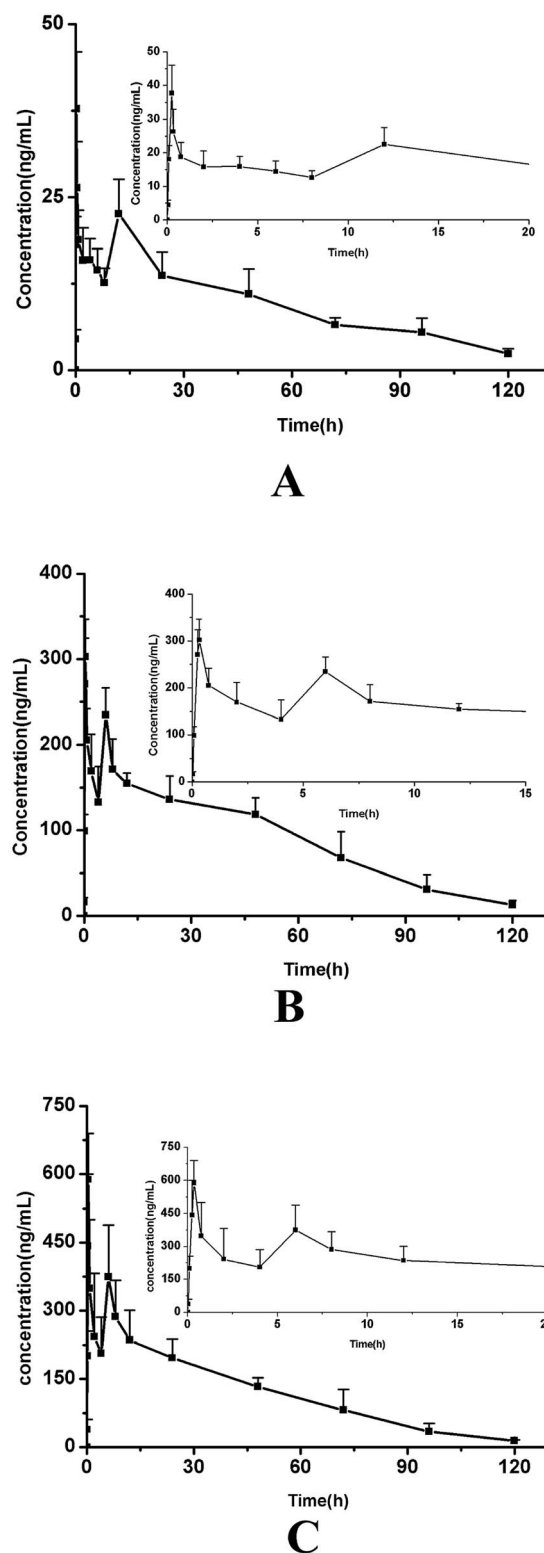 50
25
0
Concentration(ng/mL)
0 30 60 90 120
Time(h)
50
40
30
20
10
0
Concentration(ng/mL)
0 5 10 15 20
Time(h)
A
400
300
200
100
0
Concentration(ng/mL)
0 30 60 90 120
Time(h)
400
300
200
100
0
Concentration(ng/mL)
0 5 10 15
Time(h)
B
750
600
450
300
150
0
concentration(ng/mL)
0 30 60 90 120
Time(h)
750
600
450
300
150
0
concentration(ng/mL)
0 5 10 15 20
Time(h)
C